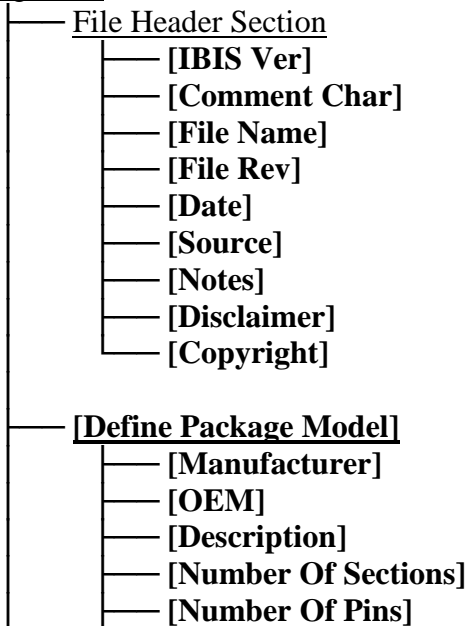 File Header Section
[IBIS Ver]
[Comment Char]
[File Name]
[File Rev]
[Date]
[Source]
[Notes]
[Disclaimer]
[Copyright]
[Define Package Model]
[Manufacturer]
[OEM]
[Description]
[Number Of Sections]
[Number Of Pins]